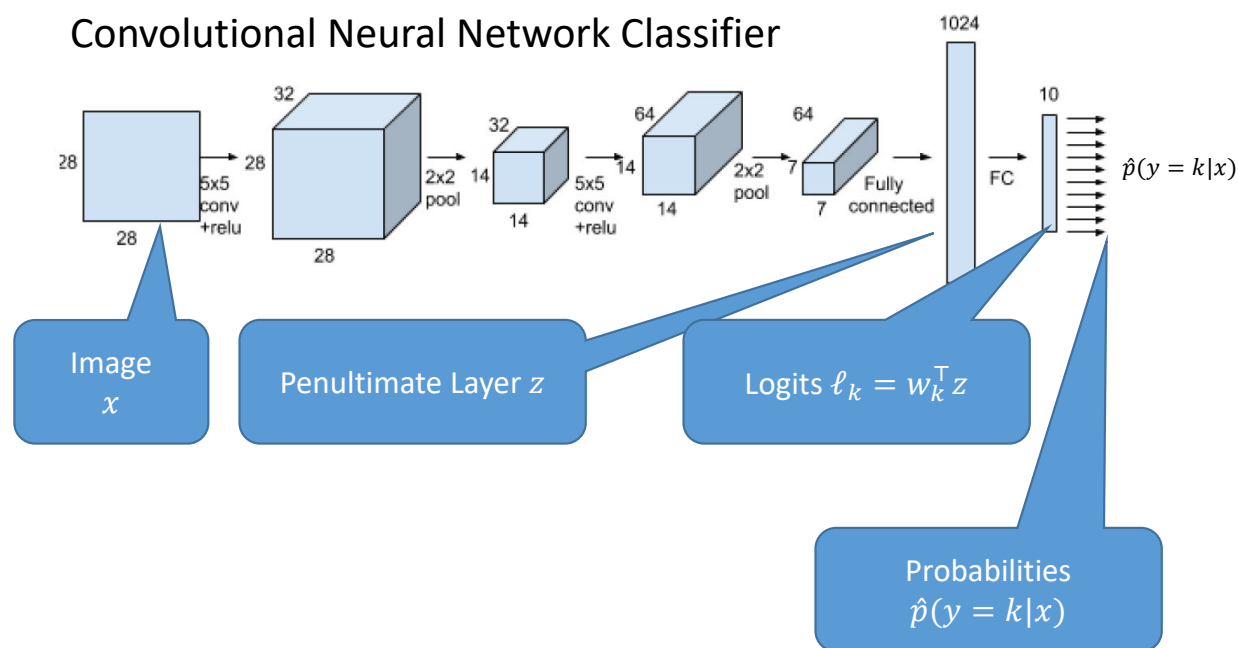 Convolutional Neural Network Classifier
1024
32
10
32
64
64
28
28
14
14
7
5x5
conv
+relu
2x2
pool
5x5
conv
+relu
2x2
pool
Fully
connected
FC
p̂(y = k|x)
28
28
14
14
7
Image
x
Penultimate Layer z
Logits ℓₖ = wₖᵀz
Probabilities
p̂(y = k|x)